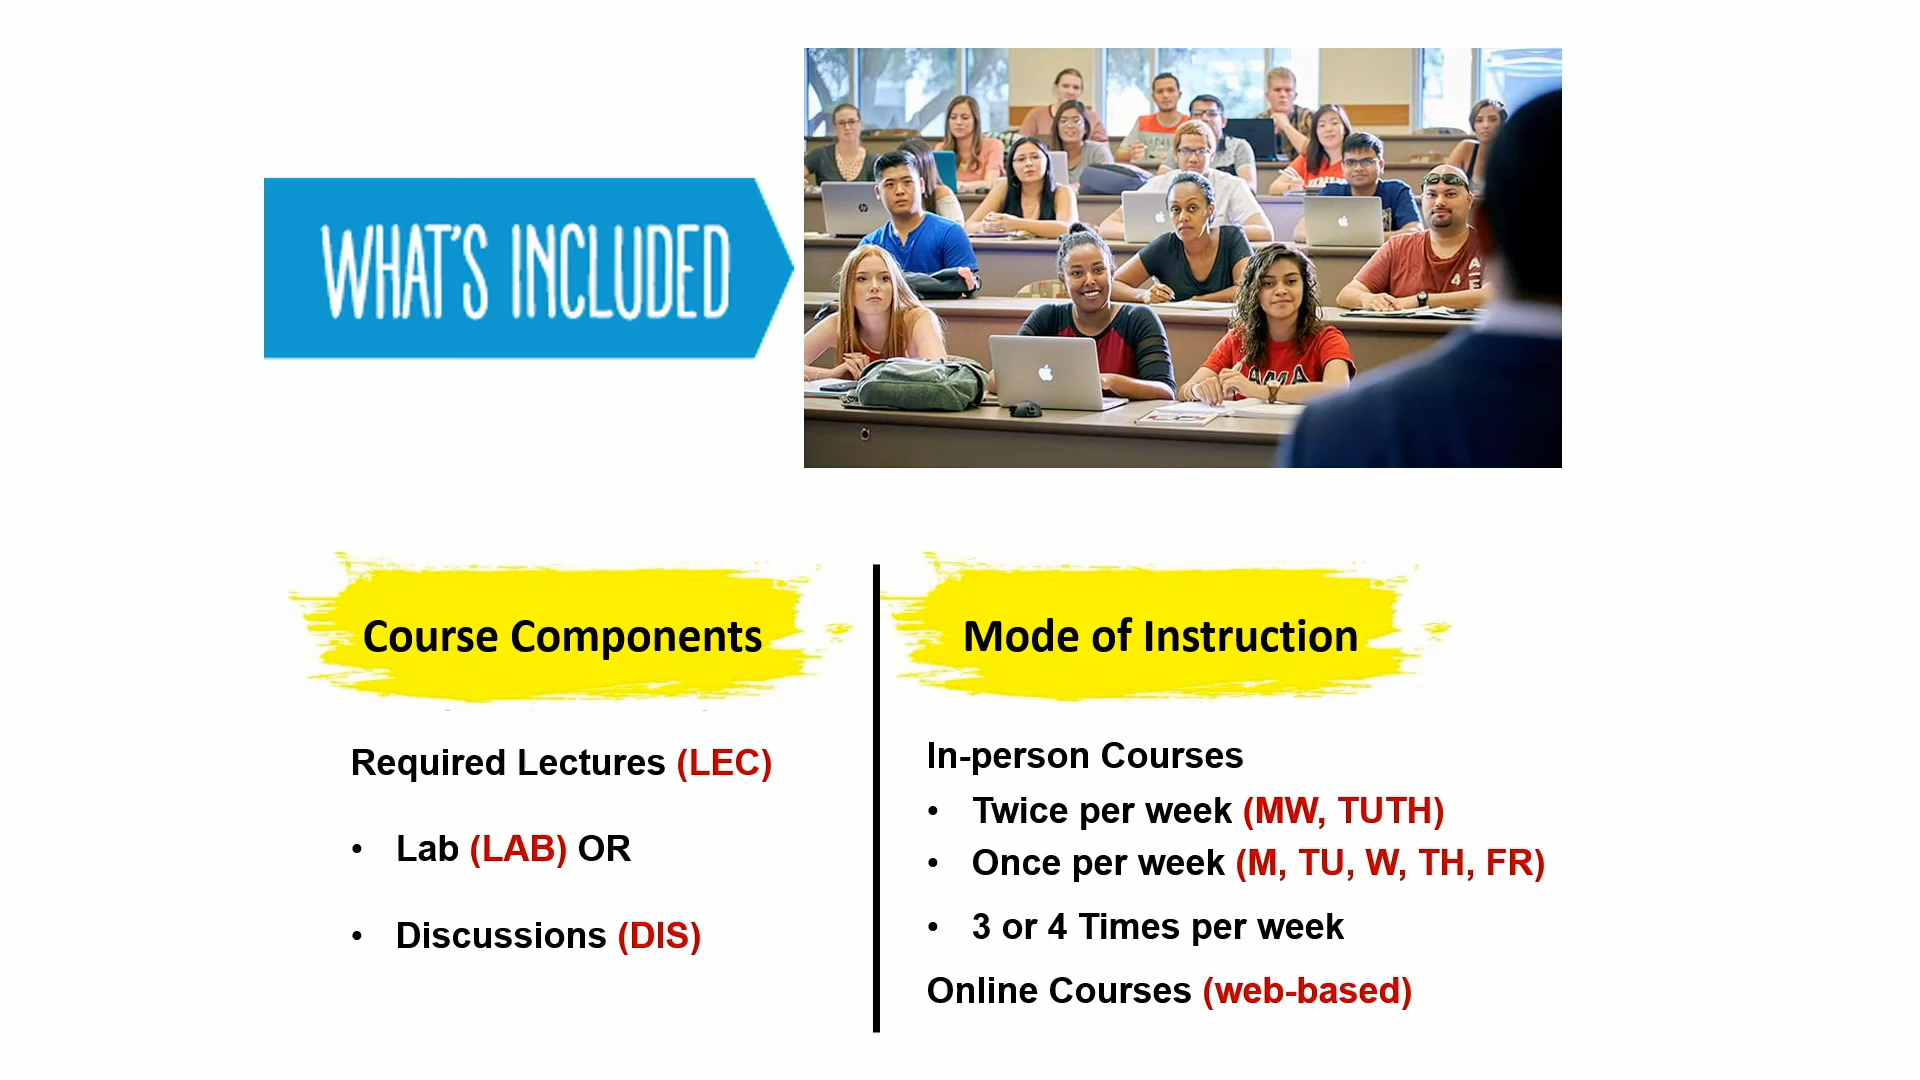 WHAT'S INCLUDED
Course Components
Required Lectures (LEC)
• Lab (LAB) OR
• Discussions (DIS)
Mode of Instruction
In-person Courses
• Twice per week (MW, TUTH)
• Once per week (M, TU, W, TH, FR)
• 3 or 4 Times per week
Online Courses (web-based)